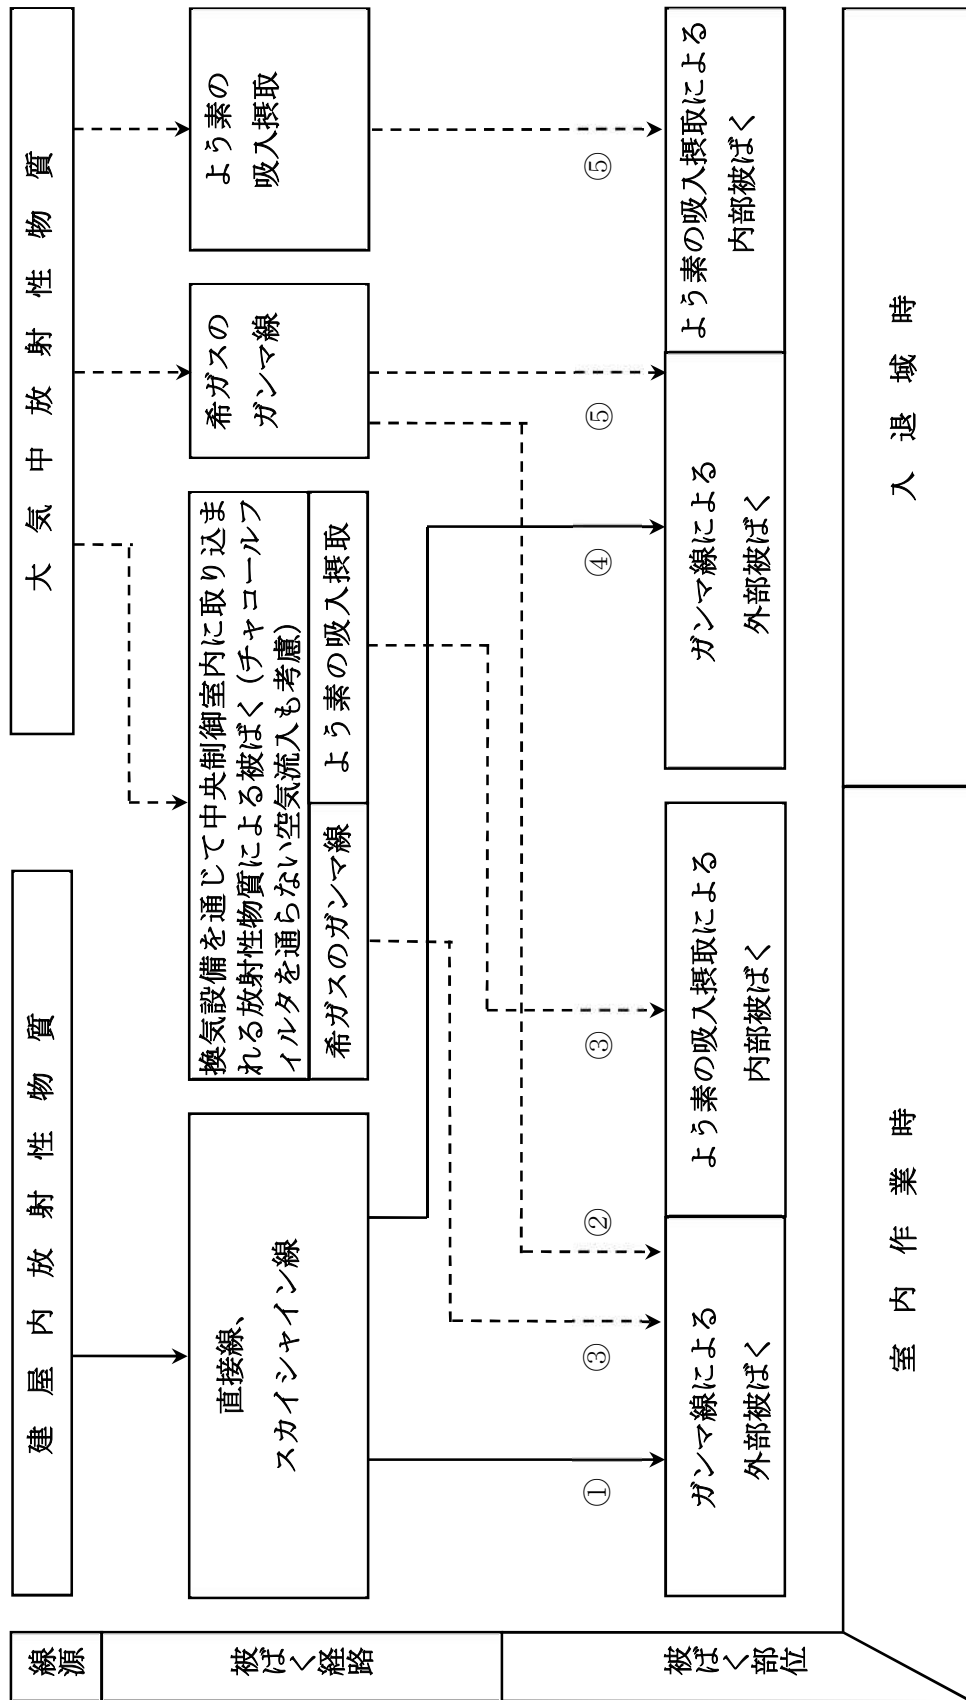 線源
建屋内放射性物質
大気中放射性物質
被ばく経路
直接線、
スカイシャイン線
換気設備を通じて中央制御室内に取り込ま
れる放射性物質による被ばく(チャコールフ
ィルタを通らない空気流入も考慮)
希ガスのガンマ線
よう素の吸入摂取
希ガスの
ガンマ線
よう素の
吸入摂取
①
③
②
③
④
⑤
⑤
被ばく部位
ガンマ線による
外部被ばく
よう素の吸入摂取による
内部被ばく
ガンマ線による
外部被ばく
よう素の吸入摂取による
内部被ばく
室内作業時
入退域時